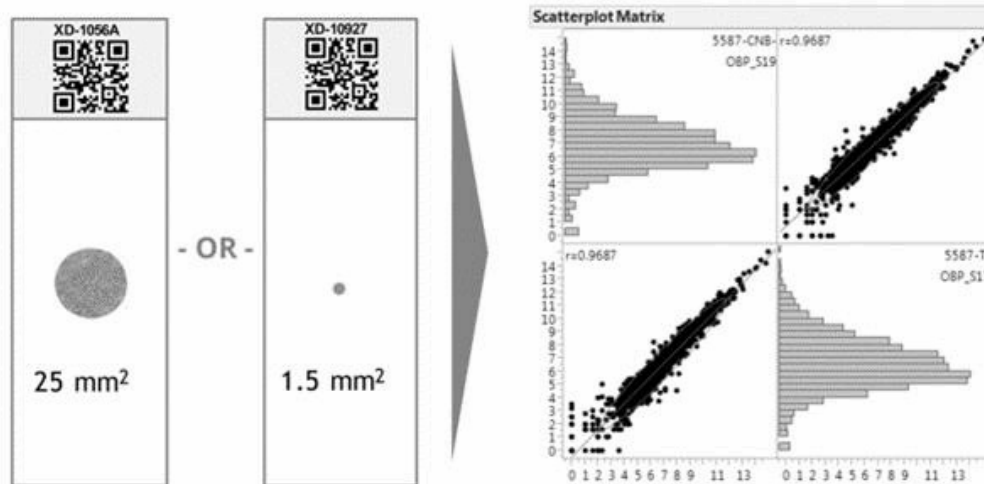 XD-1056A
25 mm²
- OR -
XD-10927
1.5 mm²
Scatterplot Matrix
5587-CNB-
OBP_S19
r=0.9687
14
13
12
11
10
9
8
7
6
5
4
3
2
1
0
r=0.9687
5587-T
OBP_S1
14
13
12
11
10
9
8
7
6
5
4
3
2
1
0
0 1 2 3 4 5 6 7 8 9 11 13
0 1 2 3 4 5 6 7 8 9 11 13